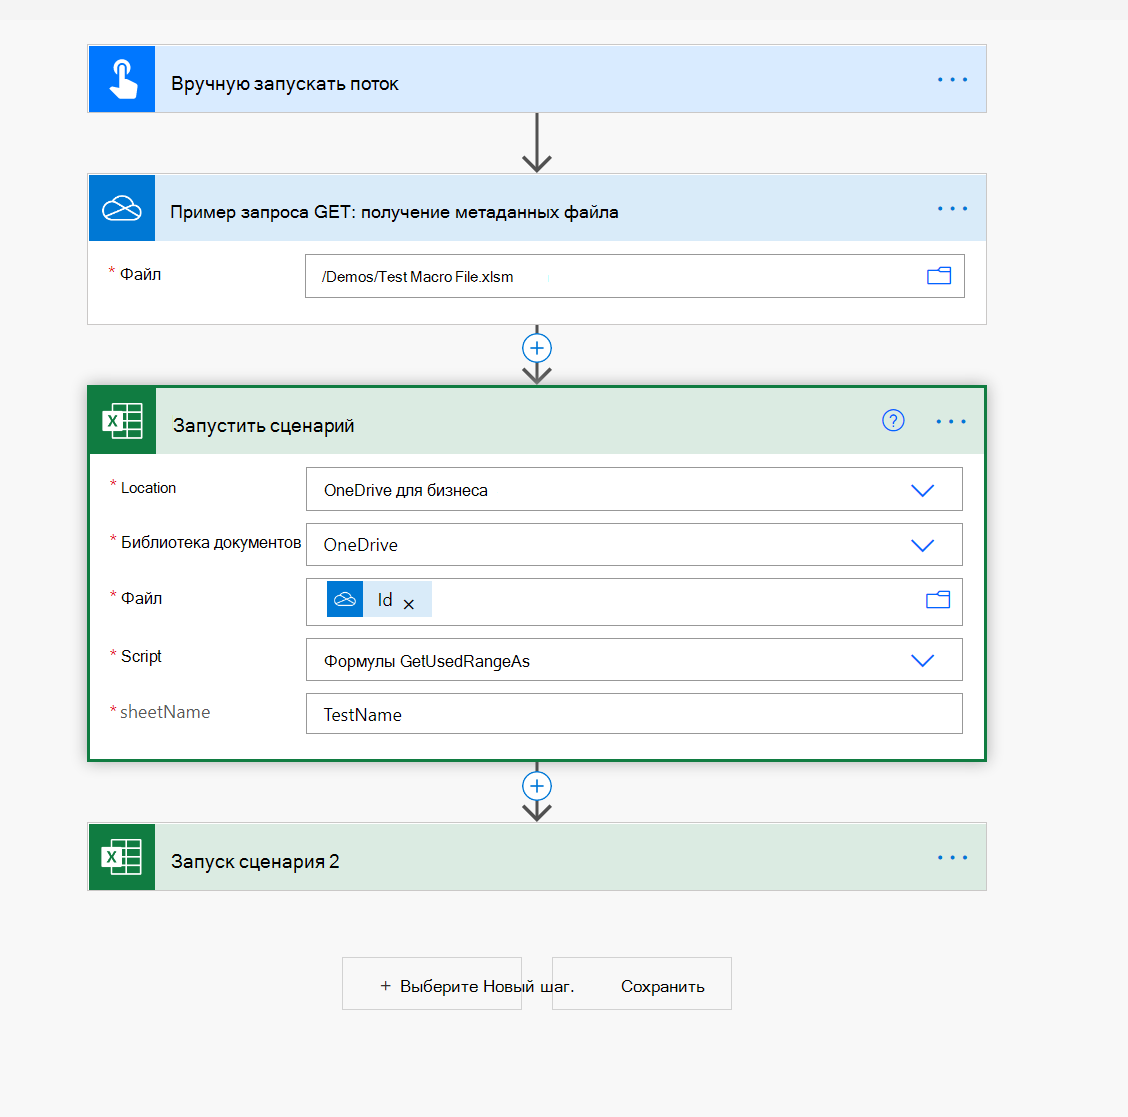 Вручную запускать поток
Пример запроса GET: получение метаданных файла
* Файл
/Demos/Test Macro File.xlsm
Запустить сценарий
* Location
OneDrive для бизнеса
* Библиотека документов
OneDrive
* Файл
Id
* Script
Формулы GetUsedRangeAs
* sheetName
TestName
Запуск сценария 2
+ Выберите Новый шаг.
Сохранить